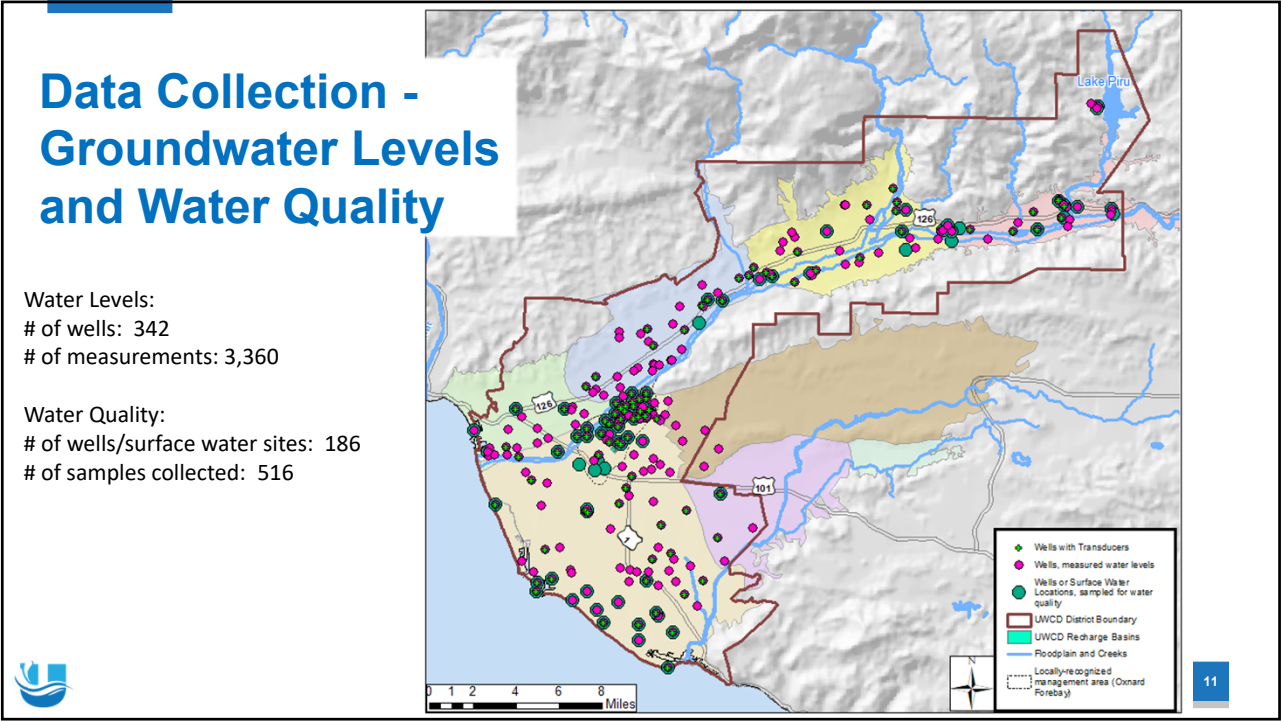 Data Collection -
Groundwater Levels
and Water Quality
Water Levels:
# of wells: 342
# of measurements: 3,360
Water Quality:
# of wells/surface water sites: 186
# of samples collected: 516
Lake Piru
126
126
101
1
Wells with Transducers
Wells, measured water levels
Wells or Surface Water
Locations, sampled for water
quality
UWCD District Boundary
UWCD Recharge Basins
Floodplain and Creeks
Locally-recognized
management area (Oxnard
Forebay)
N
0 1 2 4 6 8
Miles
11